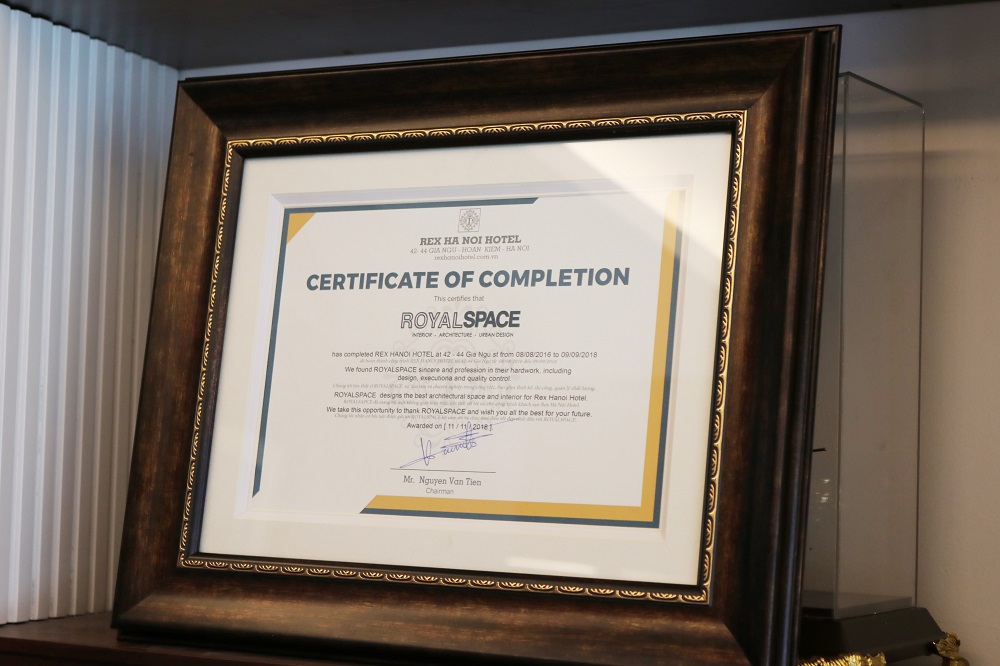 REX HA NOI HOTEL
42- 44 GIA NGU - HOAN KIEM - HA NOI
rexhanoihotel.com.vn
CERTIFICATE OF COMPLETION
This certifies that
ROYALSPACE
INTERIOR - ARCHITECTURE - URBAN DESIGN
has completed REX HANOI HOTEL at 42 - 44 Gia Ngu st from 08/08/2016 to 09/09/2018
We found ROYALSPACE sincere and profession in their hardwork, including
design, executions and quality control.
ROYALSPACE designs the best architectural space and interior for Rex Hanoi Hotel.
We take this opportunity to thank ROYALSPACE and wish you all the best for your future.
Awarded on [ 11 / 11 / 2018 ]
Mr. Nguyen Van Tien
Chairman